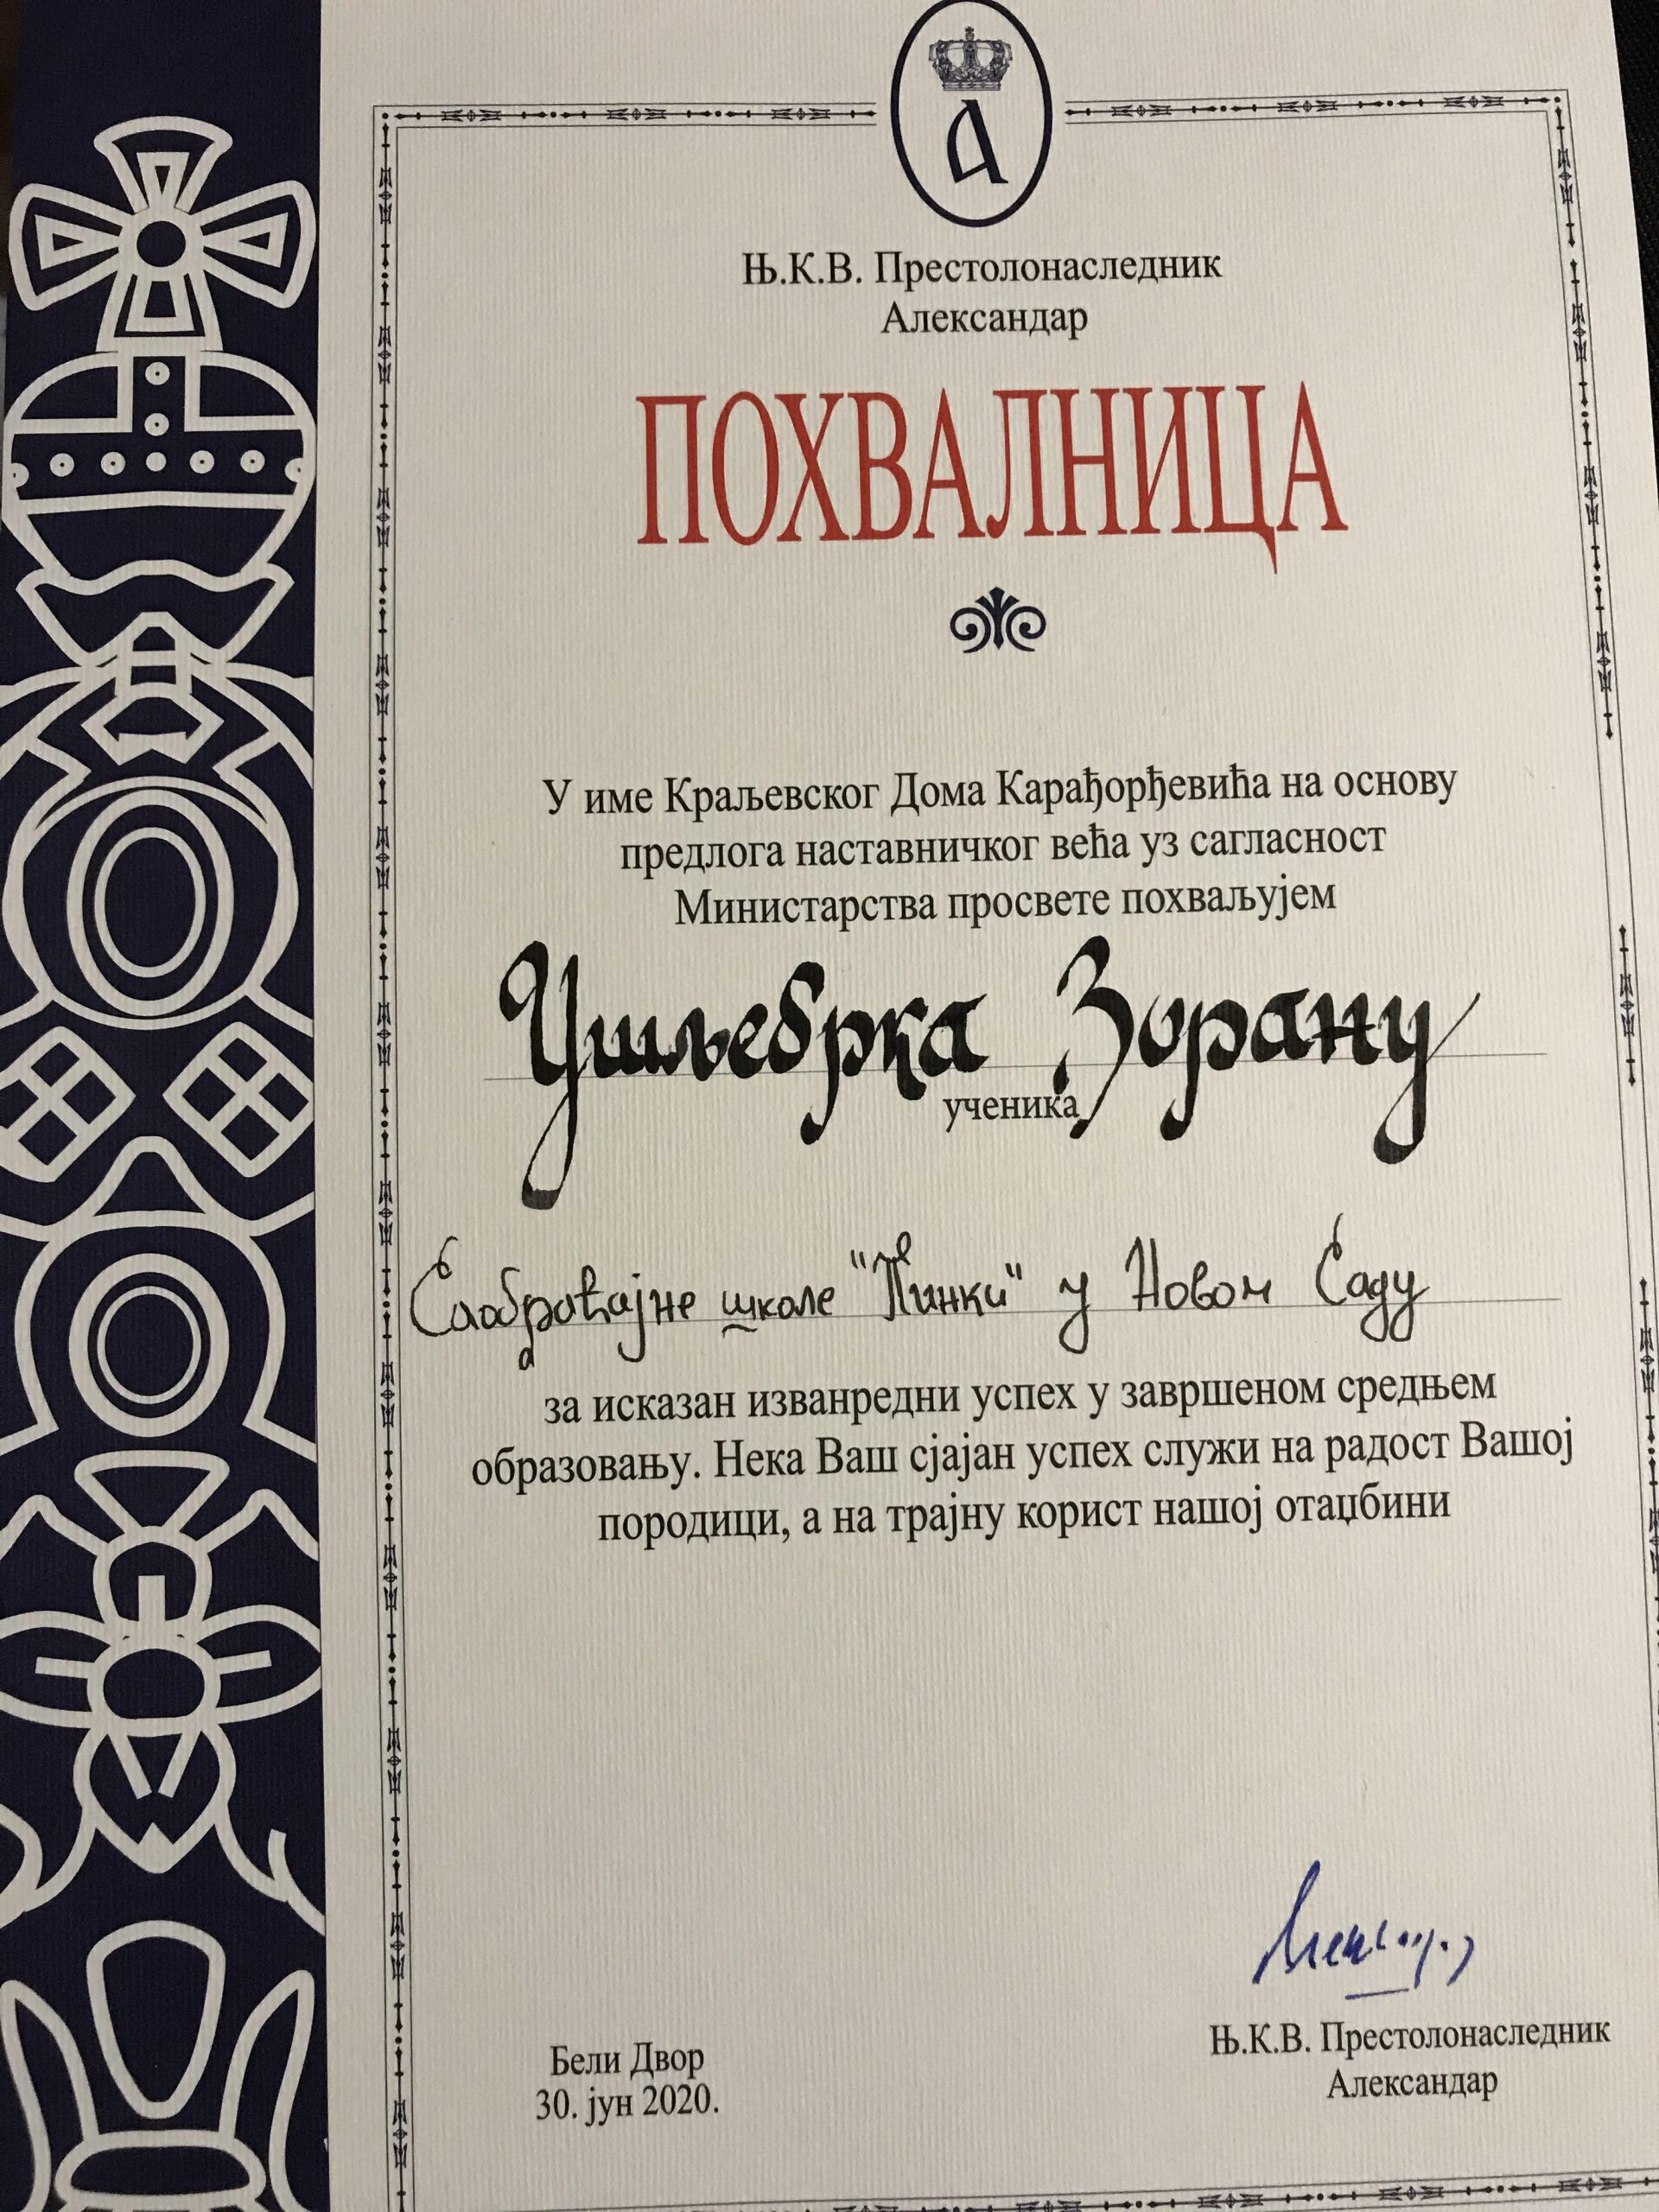 а
Њ.К.В. Престолонаследник
Александар
ПОХВАЛНИЦА
У име Краљевског Дома Карађорђевића на основу
предлога наставничког већа уз сагласност
Министарства просвете похваљујем
Ушљебрка Зорану
ученика
Саобраћајне школе "Пинки" у Новом Саду
за исказан изванредни успех у завршеном средњем
образовању. Нека Ваш сјајан успех служи на радост Вашој
породици, а на трајну корист нашој отаџбини
Бели Двор
30. јун 2020.
Њ.К.В. Престолонаследник
Александар